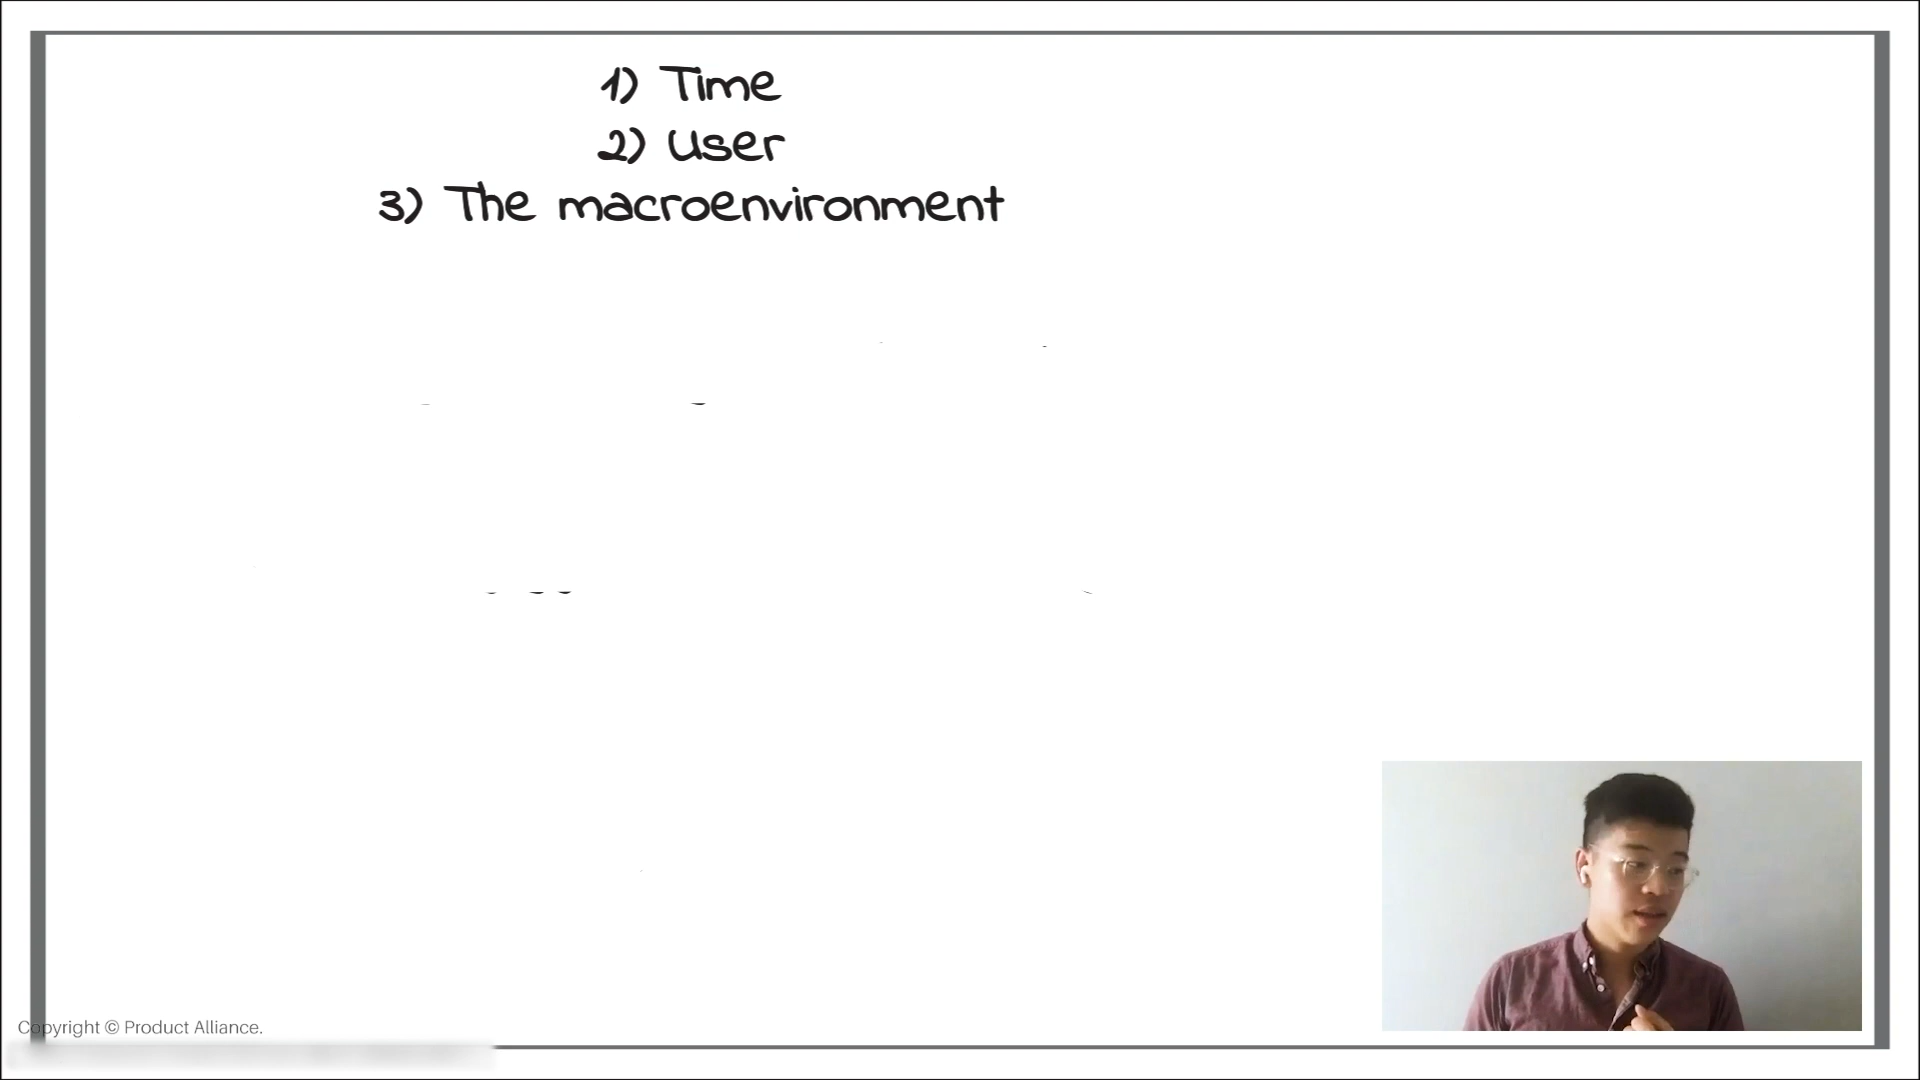 1) Time
2) User
3) The macroenvironment
Copyright © Product Alliance.